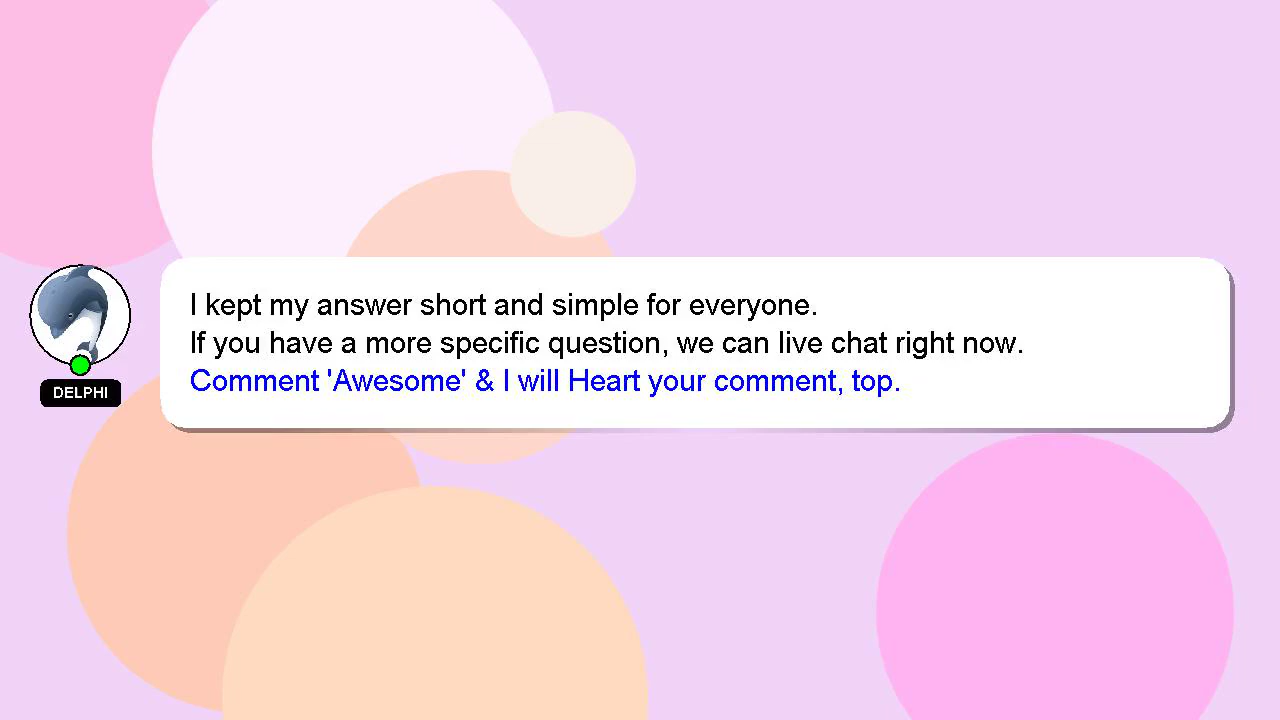 I kept my answer short and simple for everyone.
If you have a more specific question, we can live chat right now.
Comment 'Awesome' & I will Heart your comment, top.
DELPHI